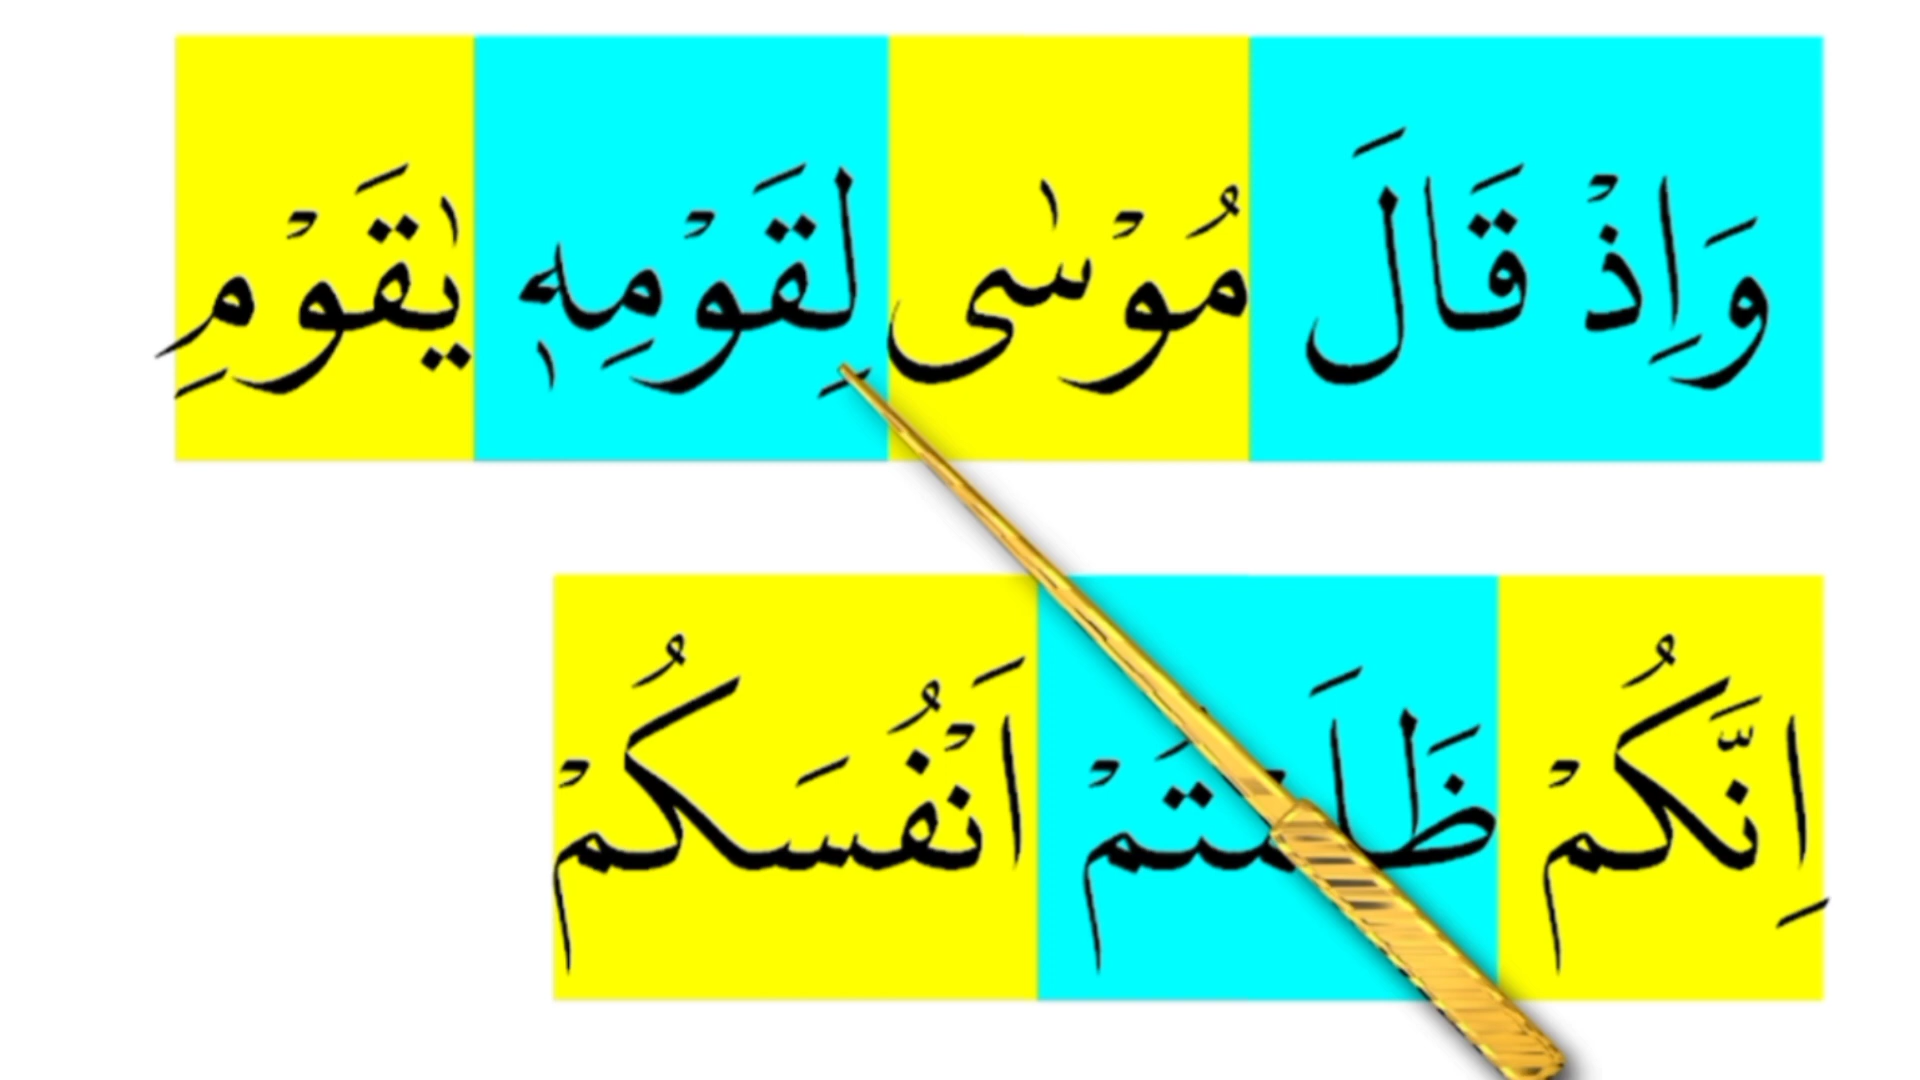 وَاِذْ قَالَ مُوْسٰى لِقَوْمِهٖ يٰقَوْمِ
اِنَّكُمْ ظَلَمْتُمْ اَنْفُسَكُمْ